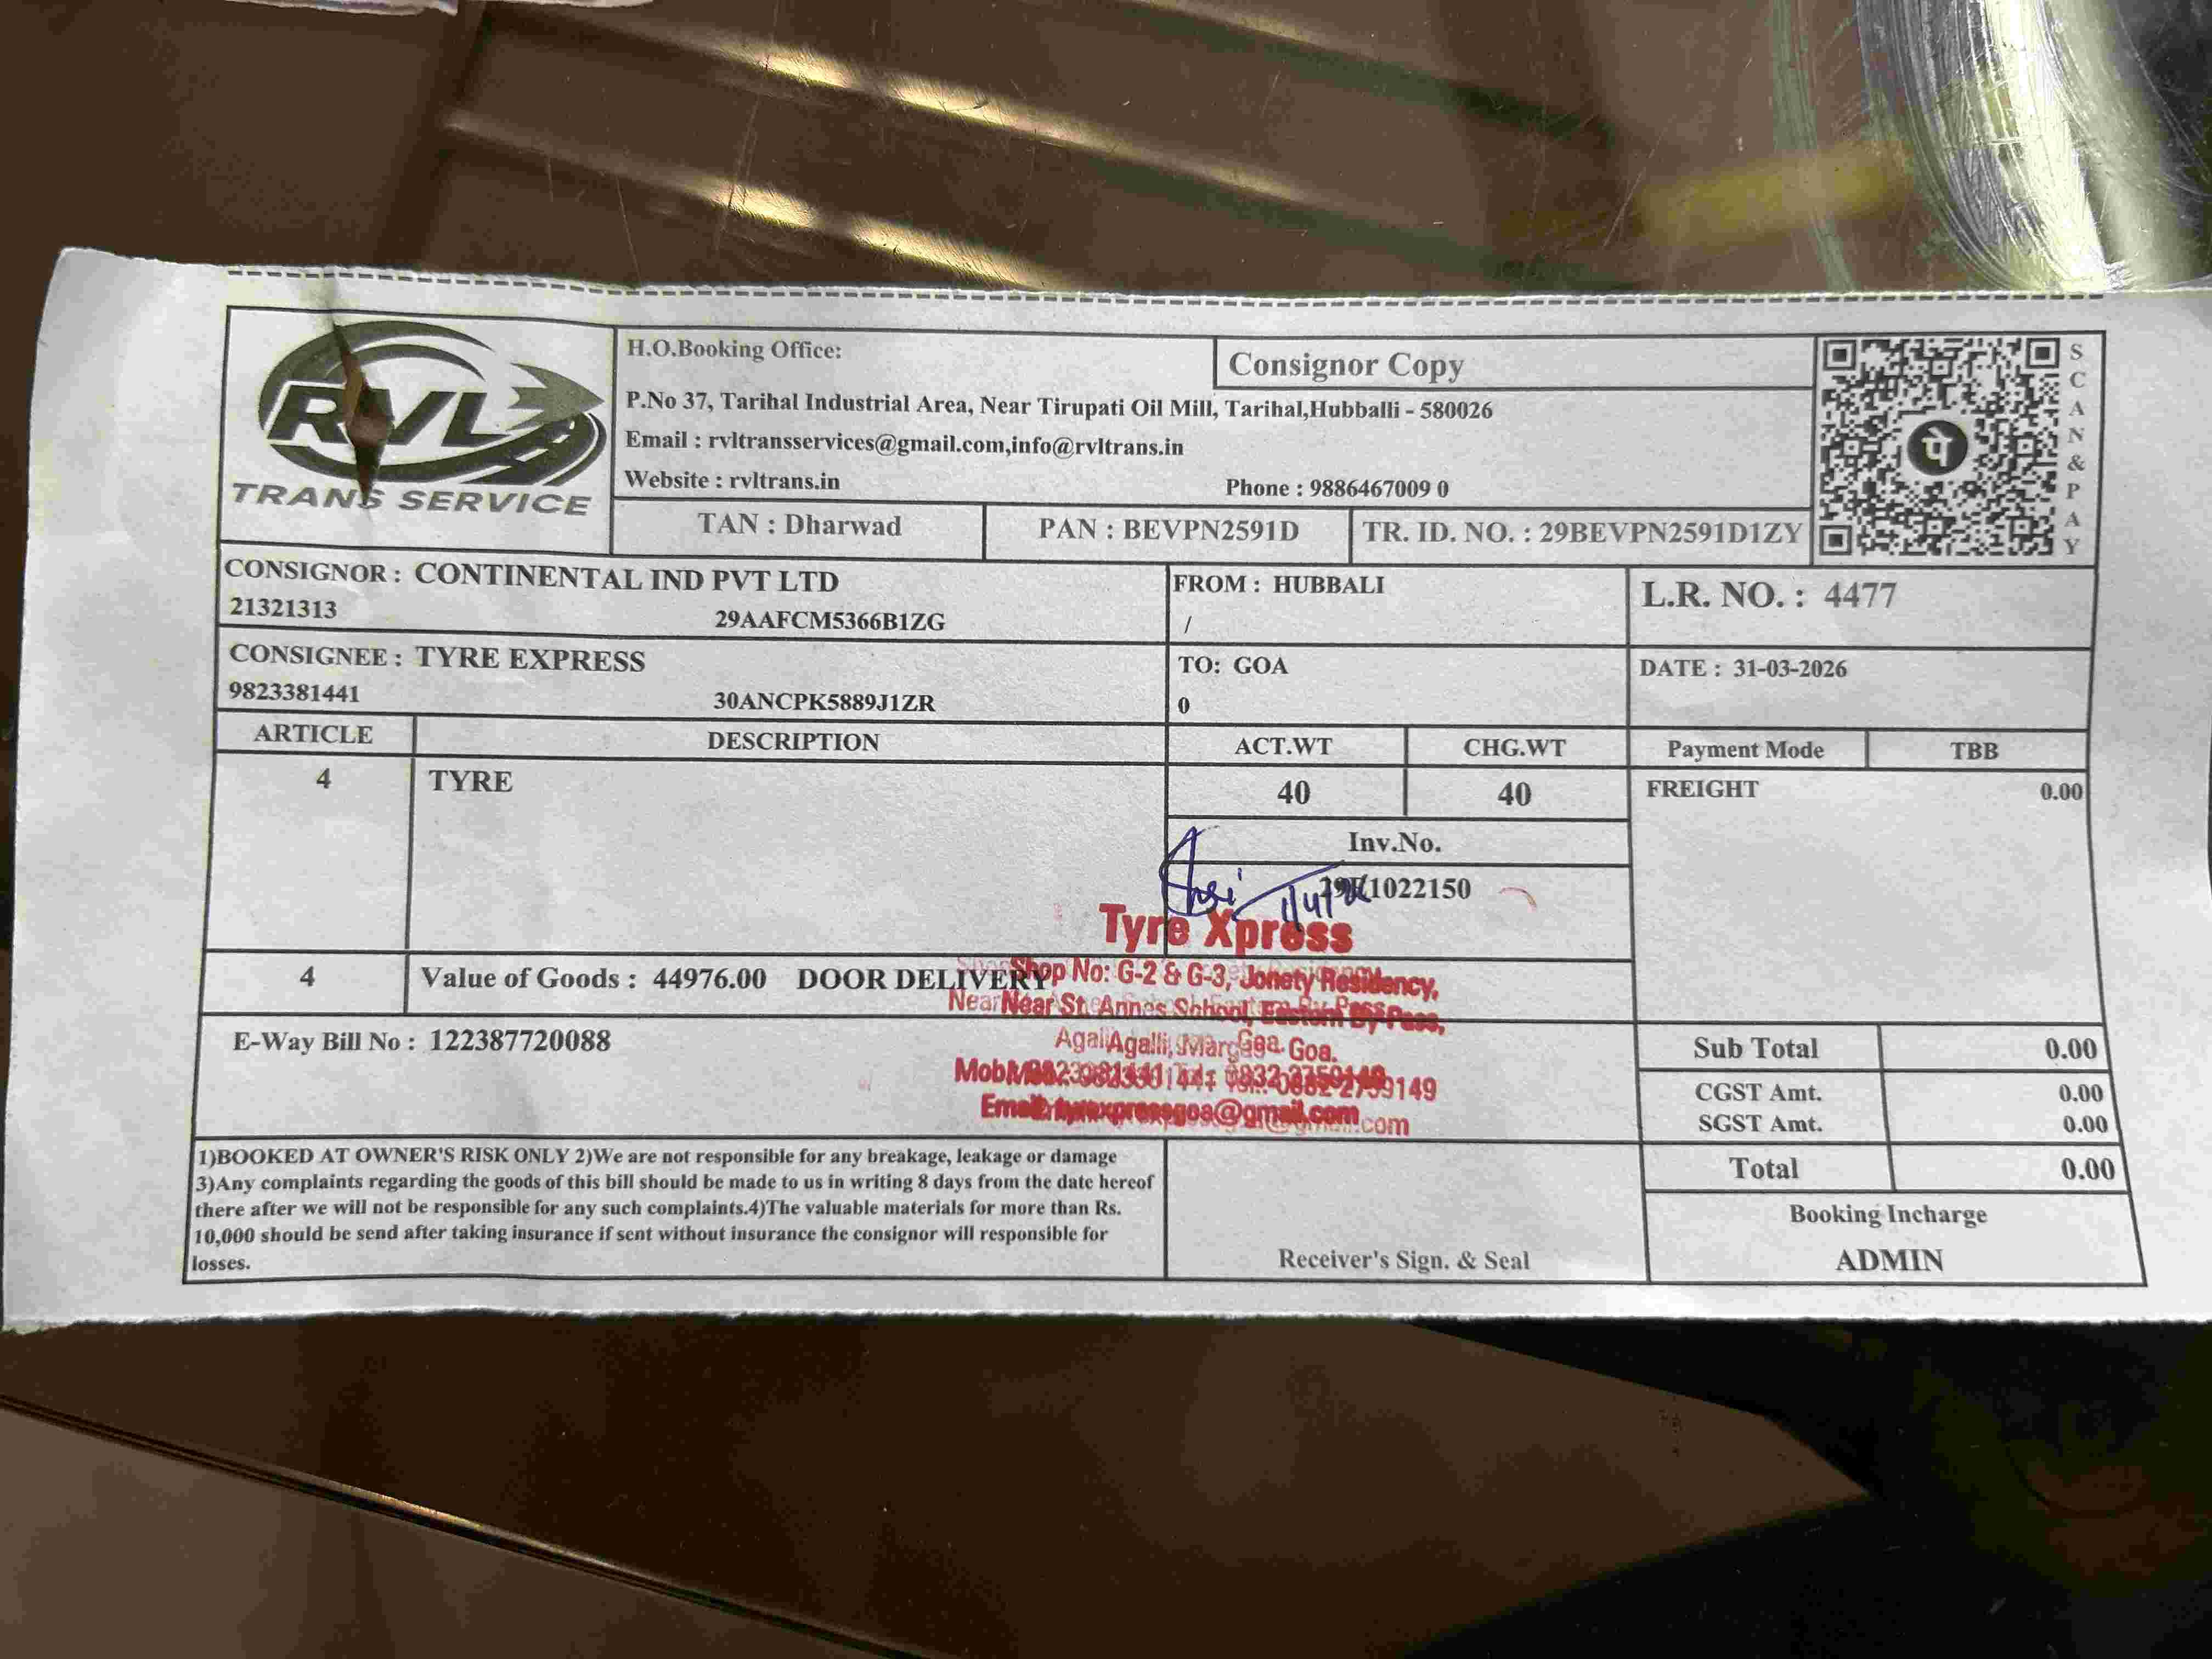 RVL
TRANS SERVICE
H.O.Booking Office:
Consignor Copy
P.No 37, Tarihal Industrial Area, Near Tirupati Oil Mill, Tarihal,Hubballi - 580026
Email : rvltransservices@gmail.com,info@rvltrans.in
Website : rvltrans.in Phone : 9886467009 0
TAN : Dharwad PAN : BEVPN2591D TR. ID. NO. : 29BEVPN2591D1ZY
पे
SCAN&PAY
CONSIGNOR : CONTINENTAL IND PVT LTD
21321313 29AAFCM5366B1ZG
FROM : HUBBALI
/
L.R. NO. : 4477
CONSIGNEE : TYRE EXPRESS
9823381441 30ANCPK5889J1ZR
TO: GOA
0
DATE : 31-03-2026
ARTICLE DESCRIPTION ACT.WT CHG.WT Payment Mode TBB
4 TYRE 40 40 FREIGHT 0.00
Inv.No.
1022150
Tyre Xpress
4 Value of Goods : 44976.00 DOOR DELIVERY
Shop No: G-2 & G-3, Jonety Residency,
Near St. Annes School, Eastern By Pass,
Agalli, Goa.
E-Way Bill No : 122387720088
Sub Total 0.00
CGST Amt. 0.00
SGST Amt. 0.00
Total 0.00
1)BOOKED AT OWNER'S RISK ONLY 2)We are not responsible for any breakage, leakage or damage
3)Any complaints regarding the goods of this bill should be made to us in writing 8 days from the date hereof
there after we will not be responsible for any such complaints.4)The valuable materials for more than Rs.
10,000 should be send after taking insurance if sent without insurance the consignor will responsible for
losses.
Receiver's Sign. & Seal
Booking Incharge
ADMIN